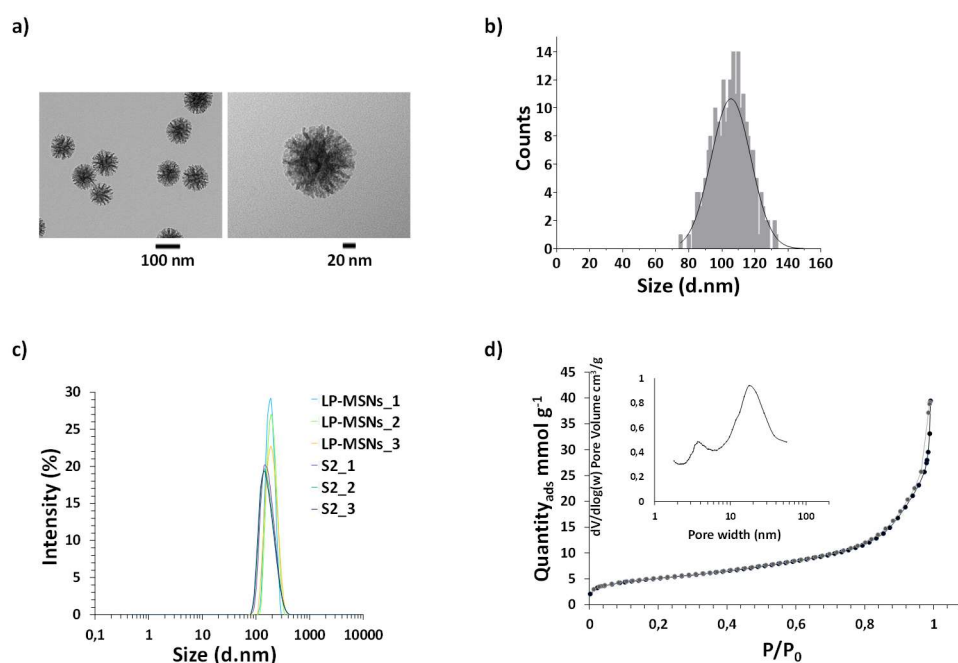 a)
100 nm
20 nm
b)
Counts
14
12
10
8
6
4
2
0
0 20 40 60 80 100 120 140 160
Size (d.nm)
c)
Intensity (%)
30
25
20
15
10
5
0
0,1 1 10 100 1000 10000
Size (d.nm)
LP-MSNs_1
LP-MSNs_2
LP-MSNs_3
S2_1
S2_2
S2_3
d)
Quantity_ads mmol g⁻¹
45
40
35
30
25
20
15
10
5
0
0 0,2 0,4 0,6 0,8 1
P/P₀
dV/dlog(w) Pore Volume cm³/g
1
0,8
0,6
0,4
0,2
0
1 10 100
Pore width (nm)